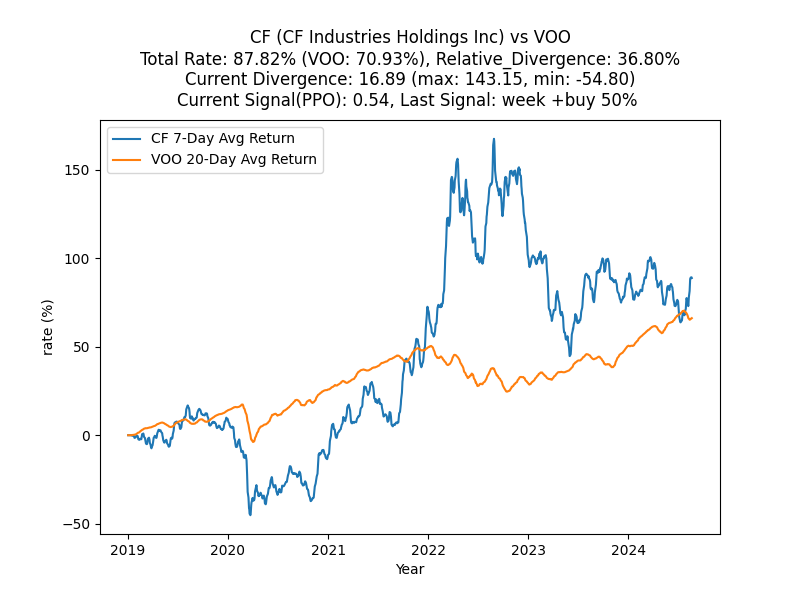 CF (CF Industries Holdings Inc) vs VOO
Total Rate: 87.82% (VOO: 70.93%), Relative_Divergence: 36.80%
Current Divergence: 16.89 (max: 143.15, min: -54.80)
Current Signal(PPO): 0.54, Last Signal: week +buy 50%
CF 7-Day Avg Return
VOO 20-Day Avg Return
150
100
50
0
−50
rate (%)
2019 2020 2021 2022 2023 2024
Year